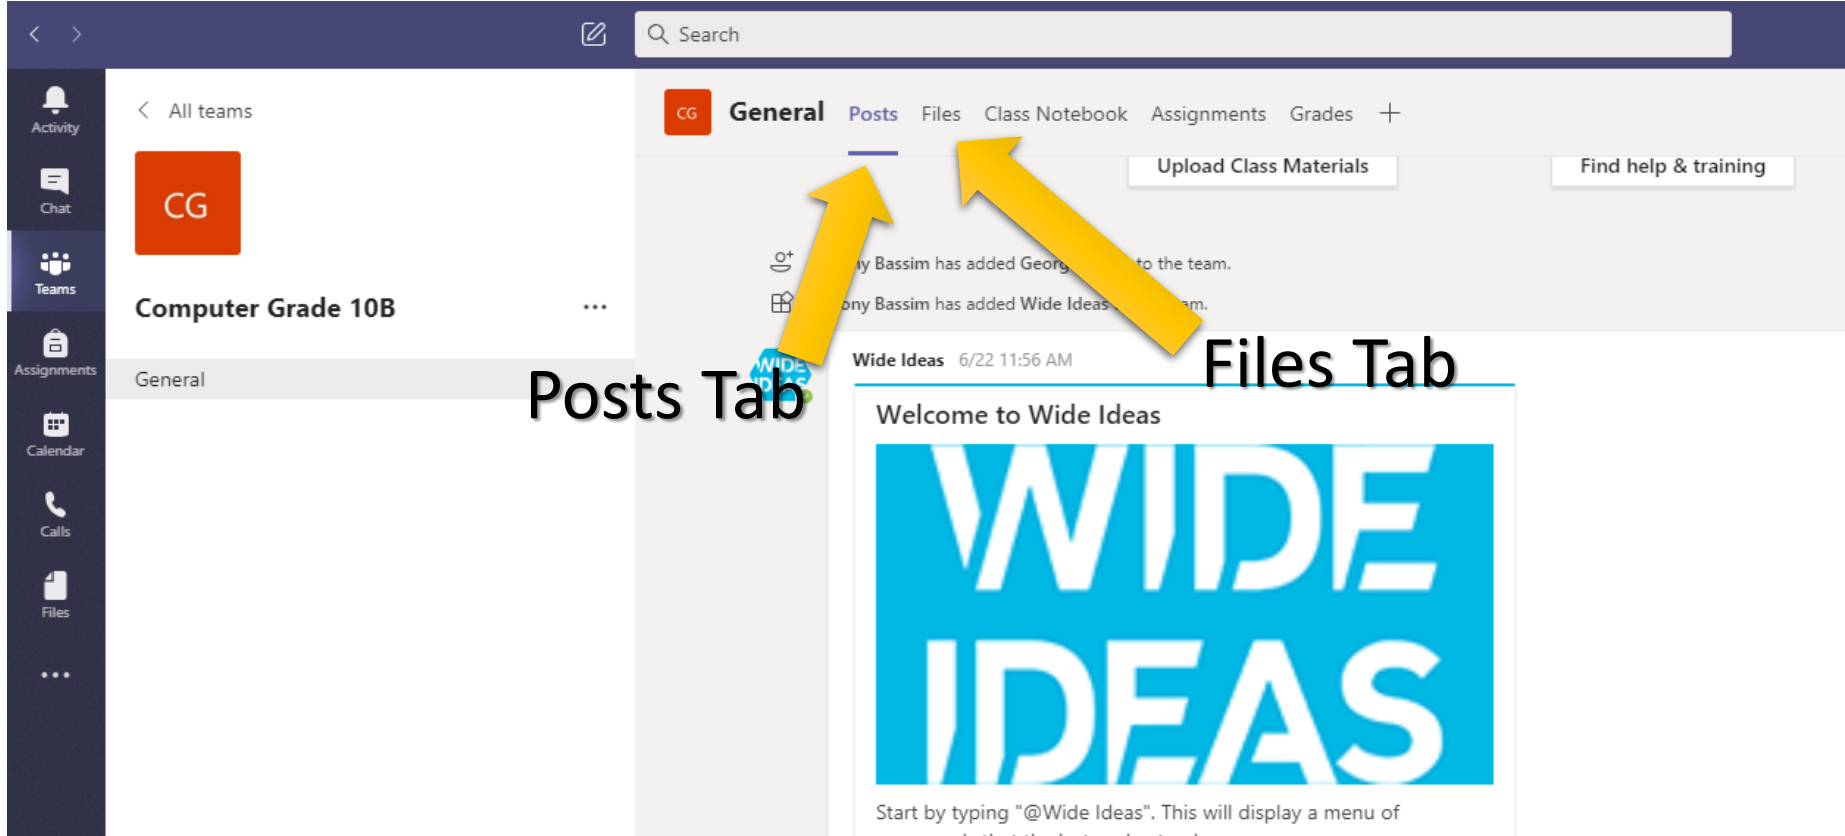 Search
Activity
Chat
Teams
Assignments
Calendar
Calls
Files
All teams
CG
Computer Grade 10B
General
CG General Posts Files Class Notebook Assignments Grades
Upload Class Materials Find help & training
Bassim has added to the team.
Bassim has added Wide Ideas
Posts Tab
Files Tab
Wide Ideas 6/22 11:56 AM
Welcome to Wide Ideas
WIDE
IDEAS
Start by typing "@Wide Ideas". This will display a menu of